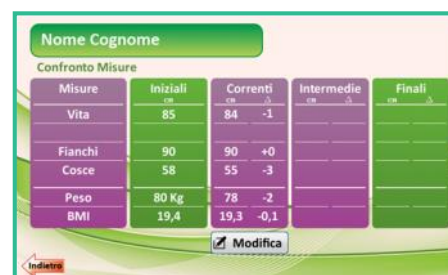 Nome Cognome
Confronto Misure
Misure Iniziali Correnti Intermedie Finali
cm cm Δ cm Δ cm Δ
Vita 85 84 -1
Fianchi 90 90 +0
Cosce 58 55 -3
Peso 80 Kg 78 -2
BMI 19,4 19,3 -0,1
Modifica
Indietro